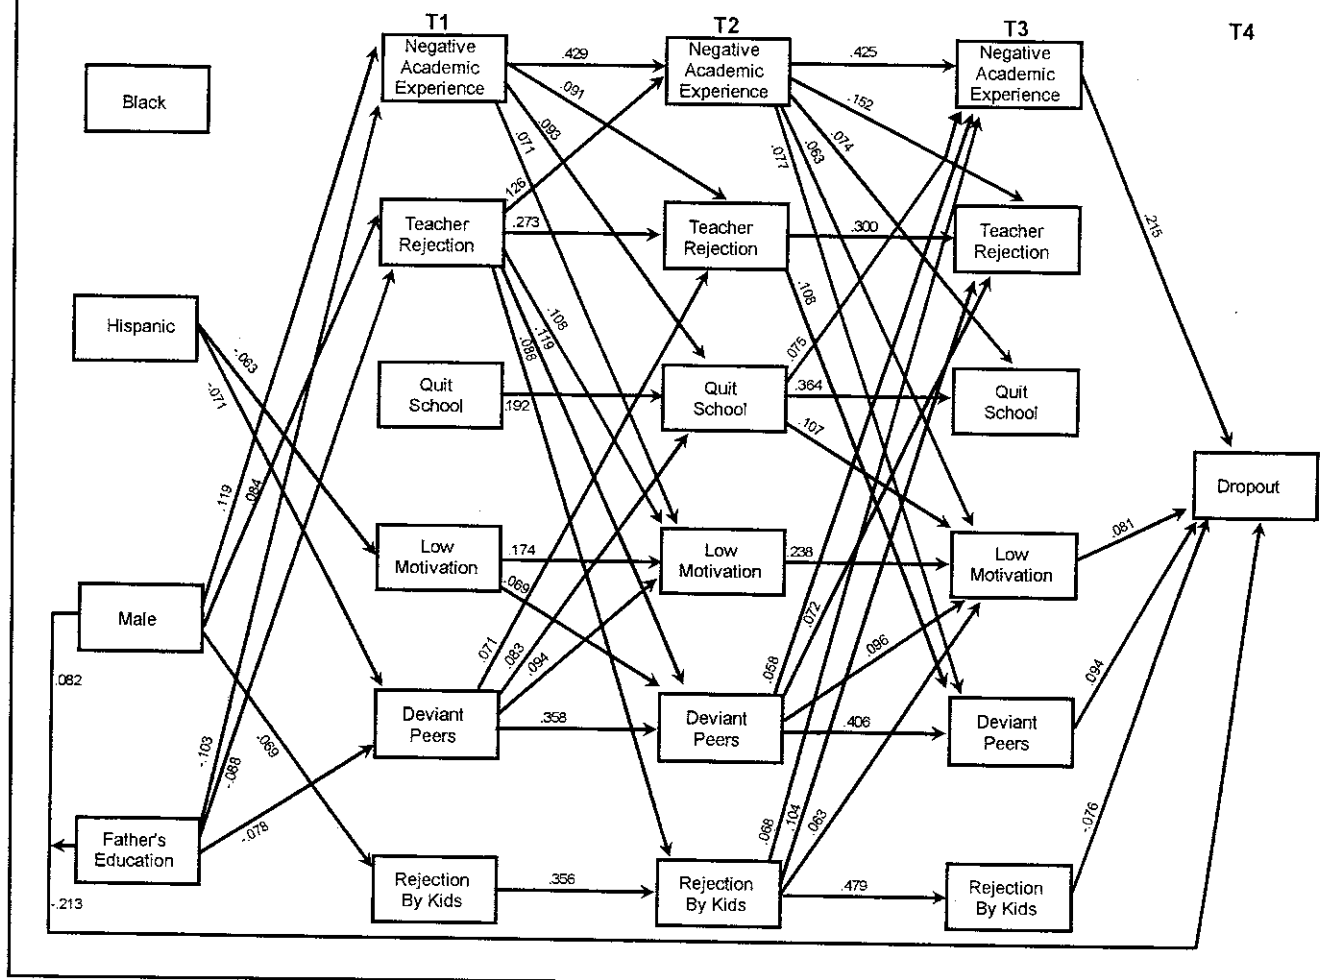 T1
T2
T3
T4
Negative
Academic
Experience
Negative
Academic
Experience
Negative
Academic
Experience
Black
.429
.425
.091
.093
.071
.152
.074
.063
.077
.126
Teacher
Rejection
Teacher
Rejection
Teacher
Rejection
.273
.300
.215
.108
.119
.088
.108
Hispanic
-.063
-.071
Quit
School
Quit
School
Quit
School
.192
.075
.364
.107
Dropout
.119
.084
Low
Motivation
Low
Motivation
Low
Motivation
.174
.238
.081
-.069
Male
.082
.071
.083
.094
.072
.058
.096
.094
Deviant
Peers
Deviant
Peers
Deviant
Peers
.358
.406
-.103
-.088
.069
-.078
.068
.104
.063
-.076
Father's
Education
Rejection
By Kids
Rejection
By Kids
Rejection
By Kids
.356
.479
-.213